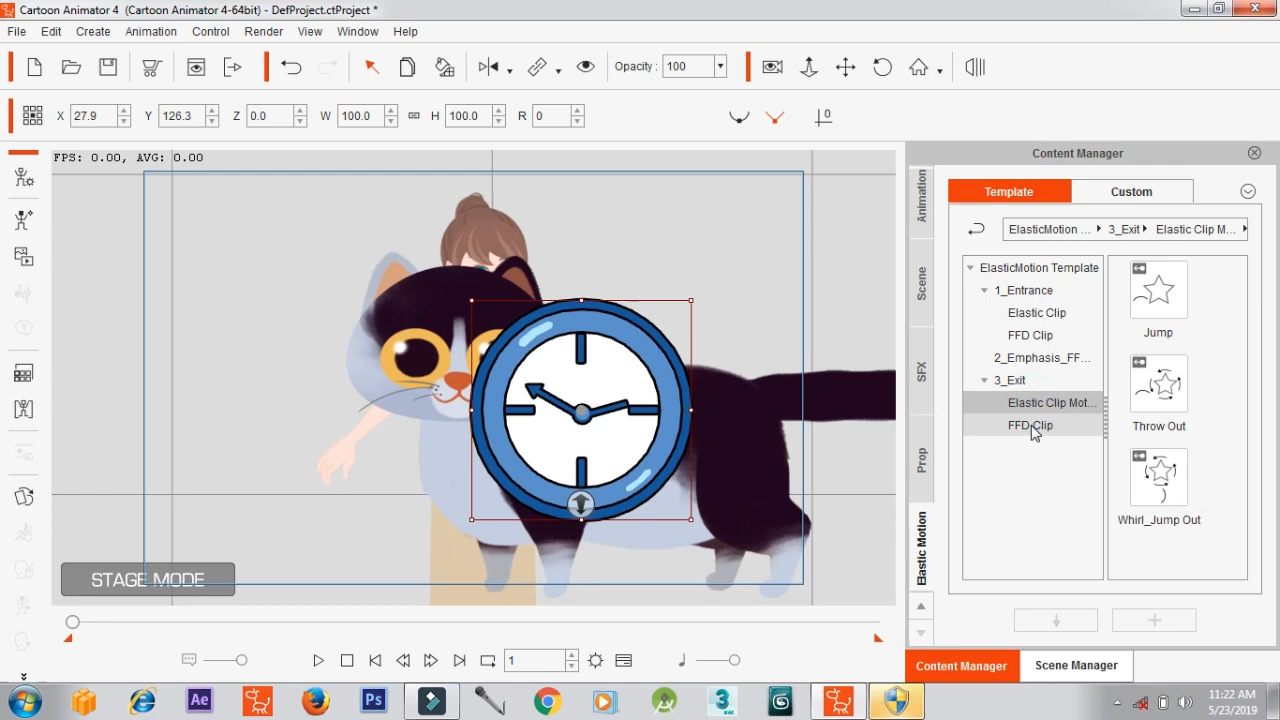 Cartoon Animator 4 (Cartoon Animator 4-64bit) - DefProject.ctProject *
File Edit Create Animation Control Render View Window Help
Opacity : 100
X 27.9 Y 126.3 Z 0.0 W 100.0 H 100.0 R 0
FPS: 0.00, AVG: 0.00
STAGE MODE
1
Content Manager
Template Custom
ElasticMotion ... 3_Exit Elastic Clip M...
Animation
Scene
SFX
Prop
Elastic Motion
ElasticMotion Template
1_Entrance
Elastic Clip
FFD Clip
2_Emphasis_FF...
3_Exit
Elastic Clip Mot...
FFD Clip
Jump
Throw Out
Whirl_Jump Out
Content Manager Scene Manager
Ae
Ps
3
MAX
11:22 AM
5/23/2019